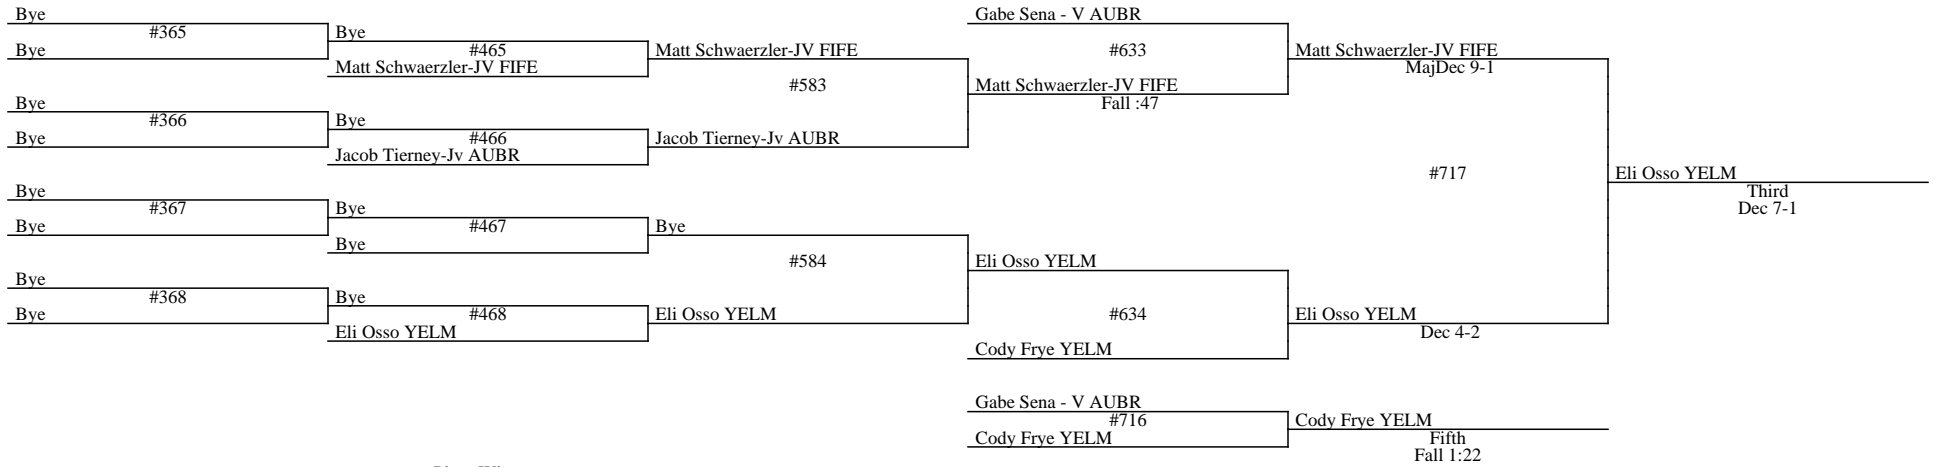 Bye
#365
Bye
Bye
#465
Matt Schwaerzler-JV FIFE
Matt Schwaerzler-JV FIFE
#583
Bye
#366
Bye
Bye
#466
Jacob Tierney-Jv AUBR
Jacob Tierney-Jv AUBR
Gabe Sena - V AUBR
#633
Matt Schwaerzler-JV FIFE
Fall :47
Matt Schwaerzler-JV FIFE
MajDec 9-1
#717
Bye
#367
Bye
Bye
#467
Bye
Bye
#584
Bye
#368
Bye
Bye
#468
Eli Osso YELM
Eli Osso YELM
Eli Osso YELM
#634
Cody Frye YELM
Eli Osso YELM
Dec 4-2
Eli Osso YELM
Third
Dec 7-1
Gabe Sena - V AUBR
#716
Cody Frye YELM
Cody Frye YELM
Fifth
Fall 1:22